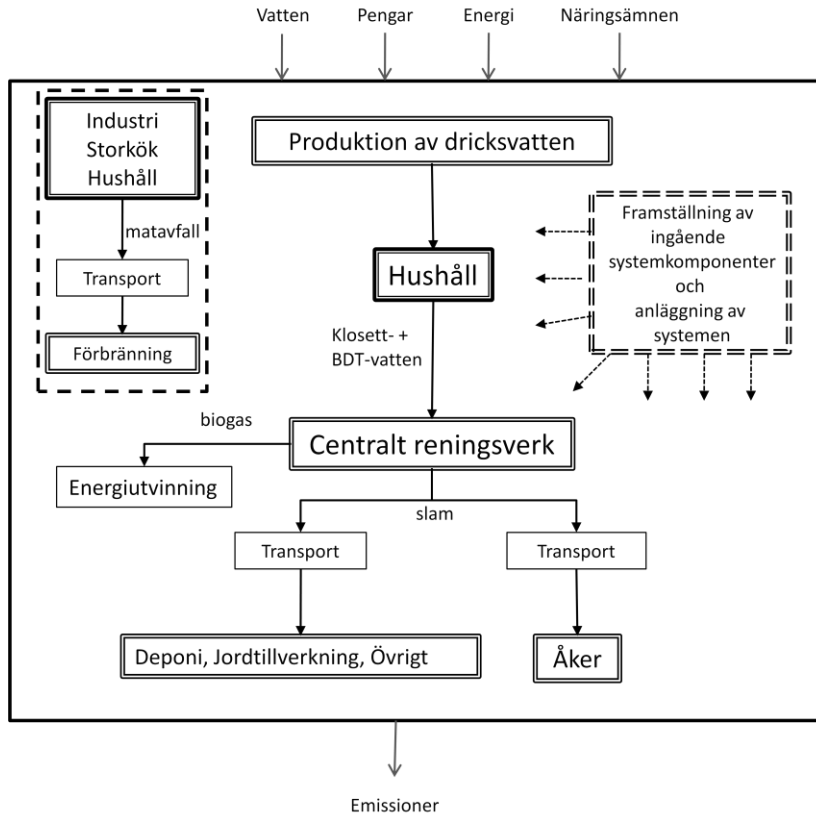 Vatten
Pengar
Energi
Näringsämnen
Industri
Storkök
Hushåll
matavfall
Transport
Förbränning
Produktion av dricksvatten
Hushåll
Klosett- +
BDT-vatten
Framställning av
ingående
systemkomponenter
och
anläggning av
systemen
Centralt reningsverk
biogas
Energiutvinning
slam
Transport
Transport
Deponi, Jordtillverkning, Övrigt
Åker
Emissioner